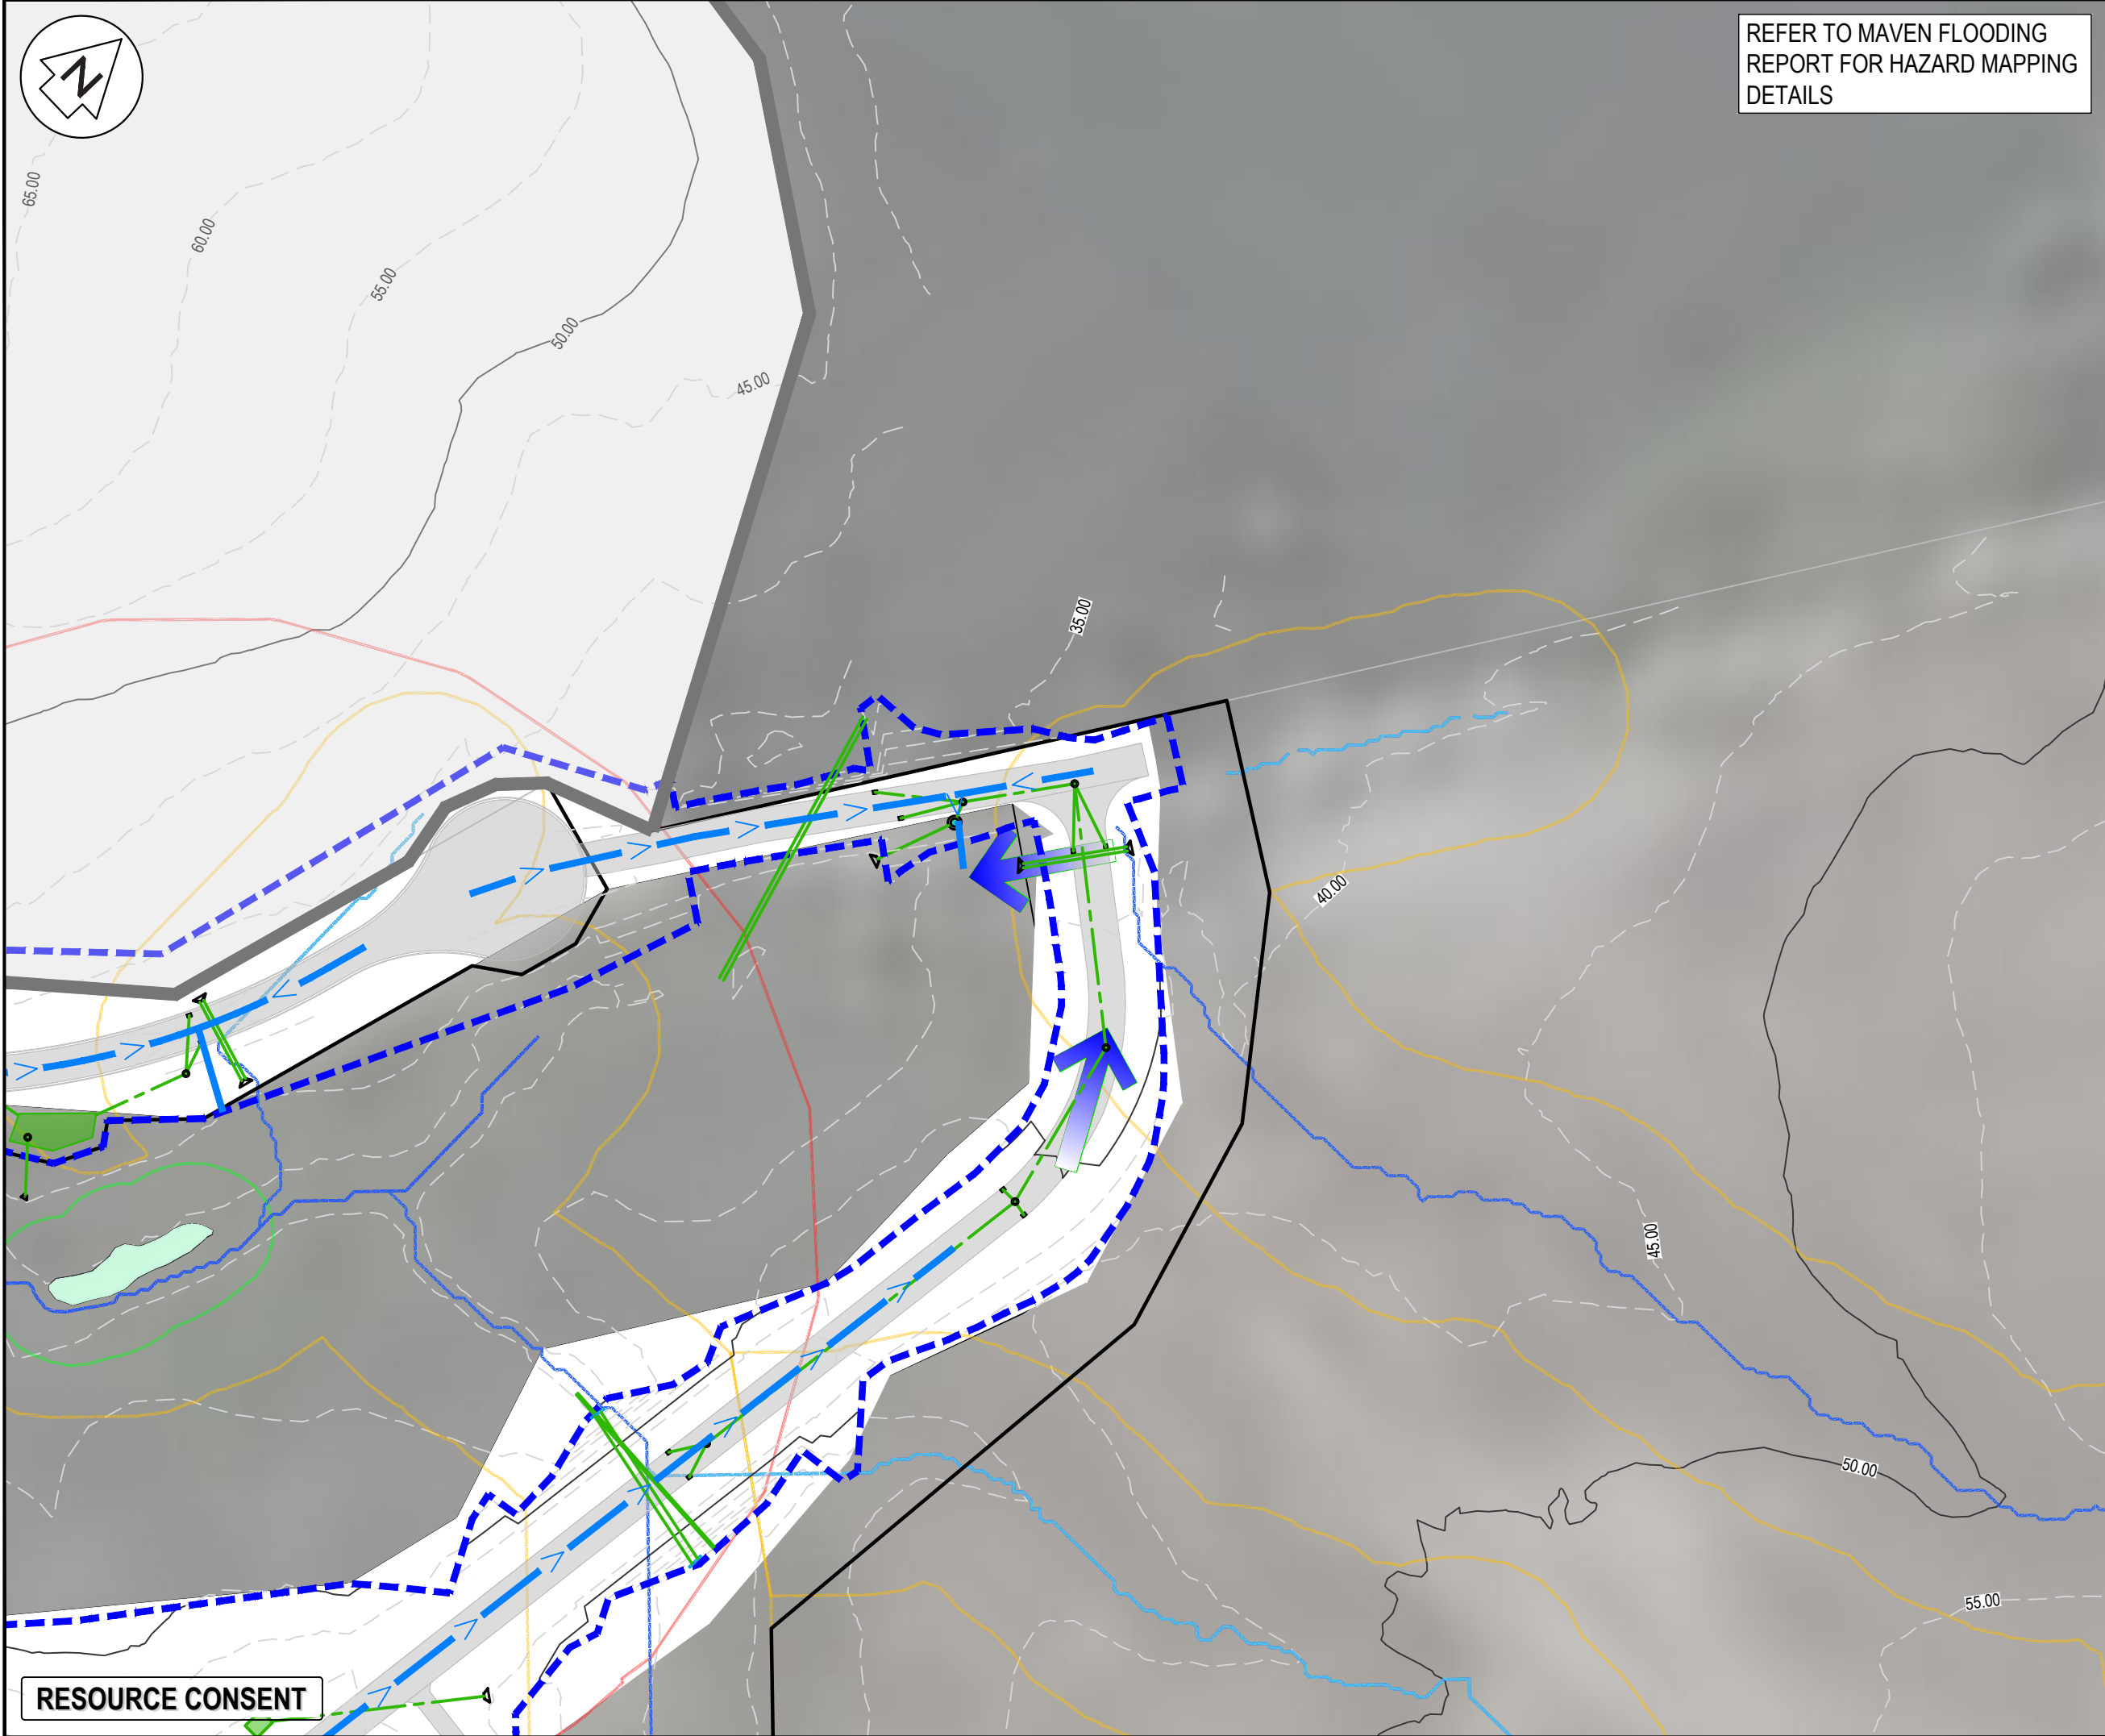 N
REFER TO MAVEN FLOODING
REPORT FOR HAZARD MAPPING
DETAILS
65.00
60.00
55.00
50.00
45.00
35.00
40.00
45.00
50.00
55.00
RESOURCE CONSENT